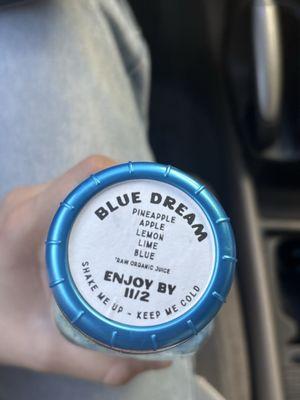 BLUE DREAM
PINEAPPLE
APPLE
LEMON
LIME
BLUE
*RAW ORGANIC JUICE
ENJOY BY
11/2
SHAKE ME UP - KEEP ME COLD